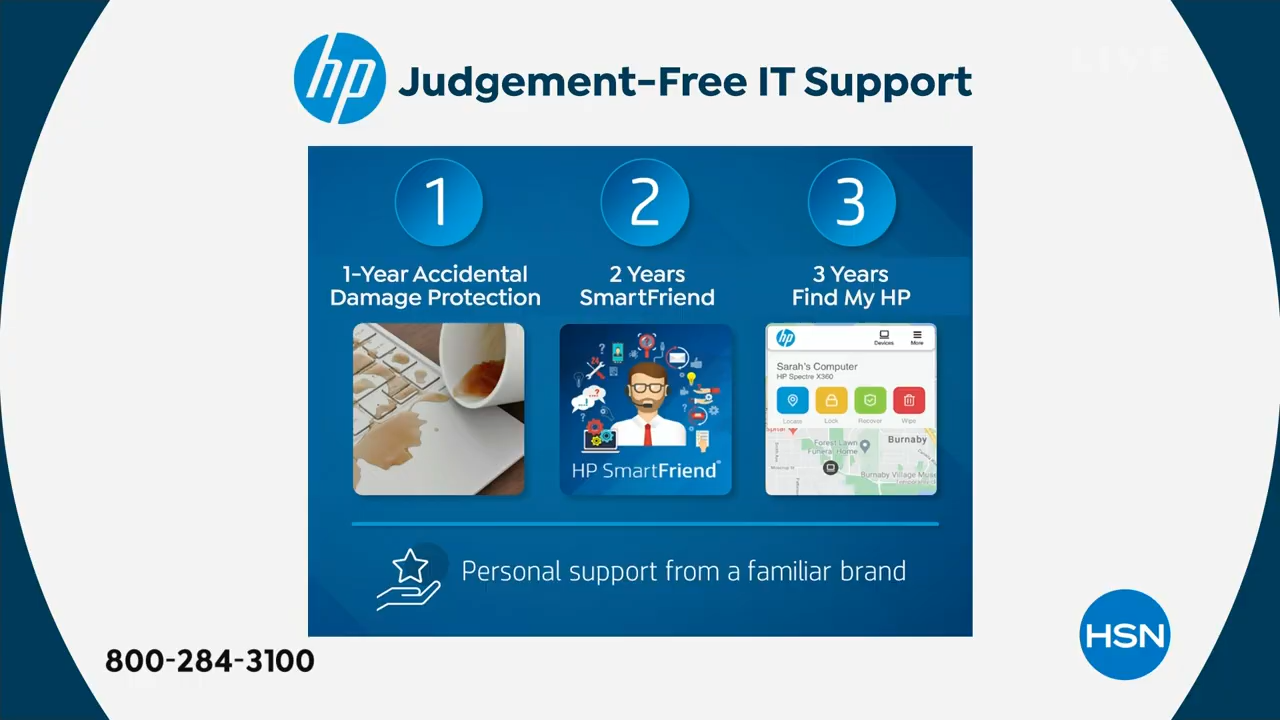 LIVE
hp
Judgement-Free IT Support
1
2
3
1-Year Accidental
Damage Protection
2 Years
SmartFriend
3 Years
Find My HP
HP SmartFriend
hp
Devices
More
Sarah's Computer
HP Spectre X360
Locate
Lock
Recover
Wipe
Forest Lawn
Funeral Home
Burnaby
Burnaby Village Muse
Personal support from a familiar brand
800-284-3100
HSN